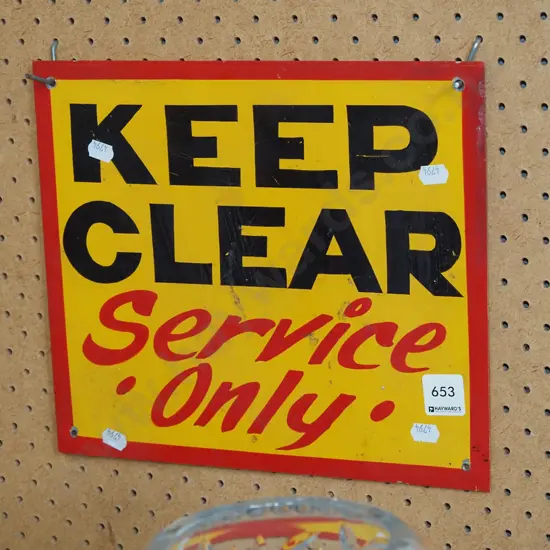 KEEP
CLEAR
Service
• Only •
653
HAYWARD'S